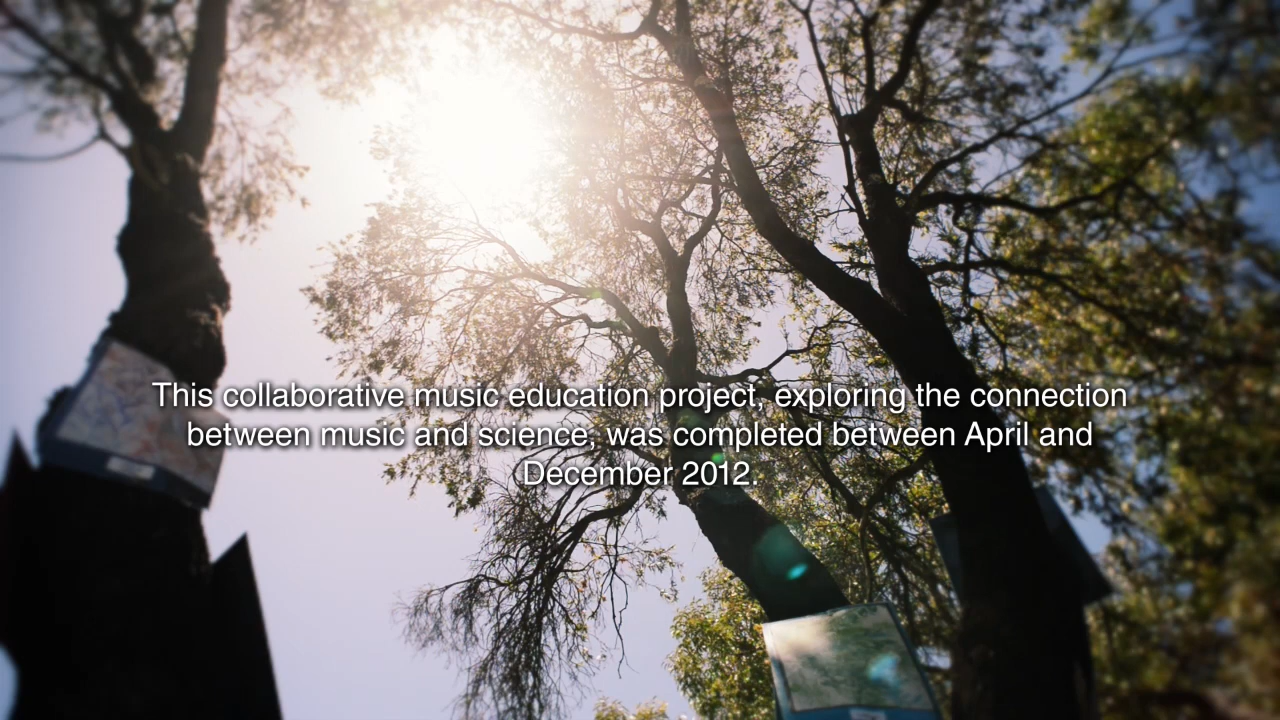 This collaborative music education project, exploring the connection
between music and science, was completed between April and
December 2012.